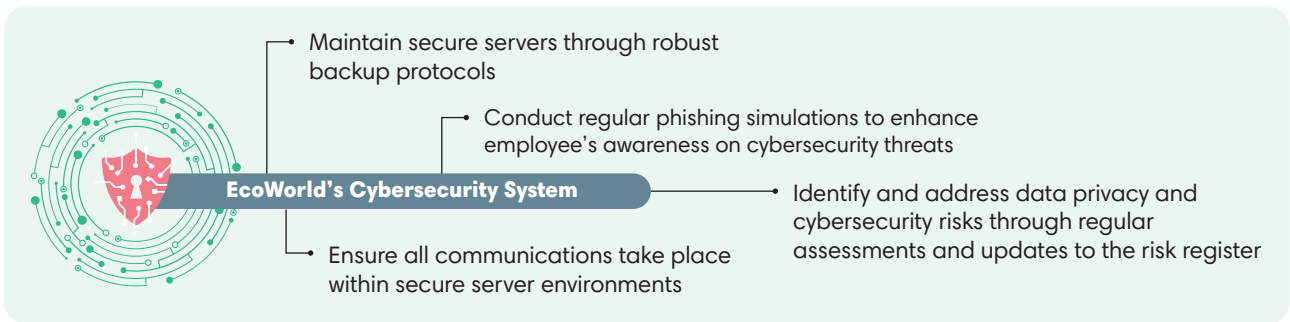 Maintain secure servers through robust
backup protocols
Conduct regular phishing simulations to enhance
employee's awareness on cybersecurity threats
EcoWorld's Cybersecurity System
Identify and address data privacy and
cybersecurity risks through regular
assessments and updates to the risk register
Ensure all communications take place
within secure server environments